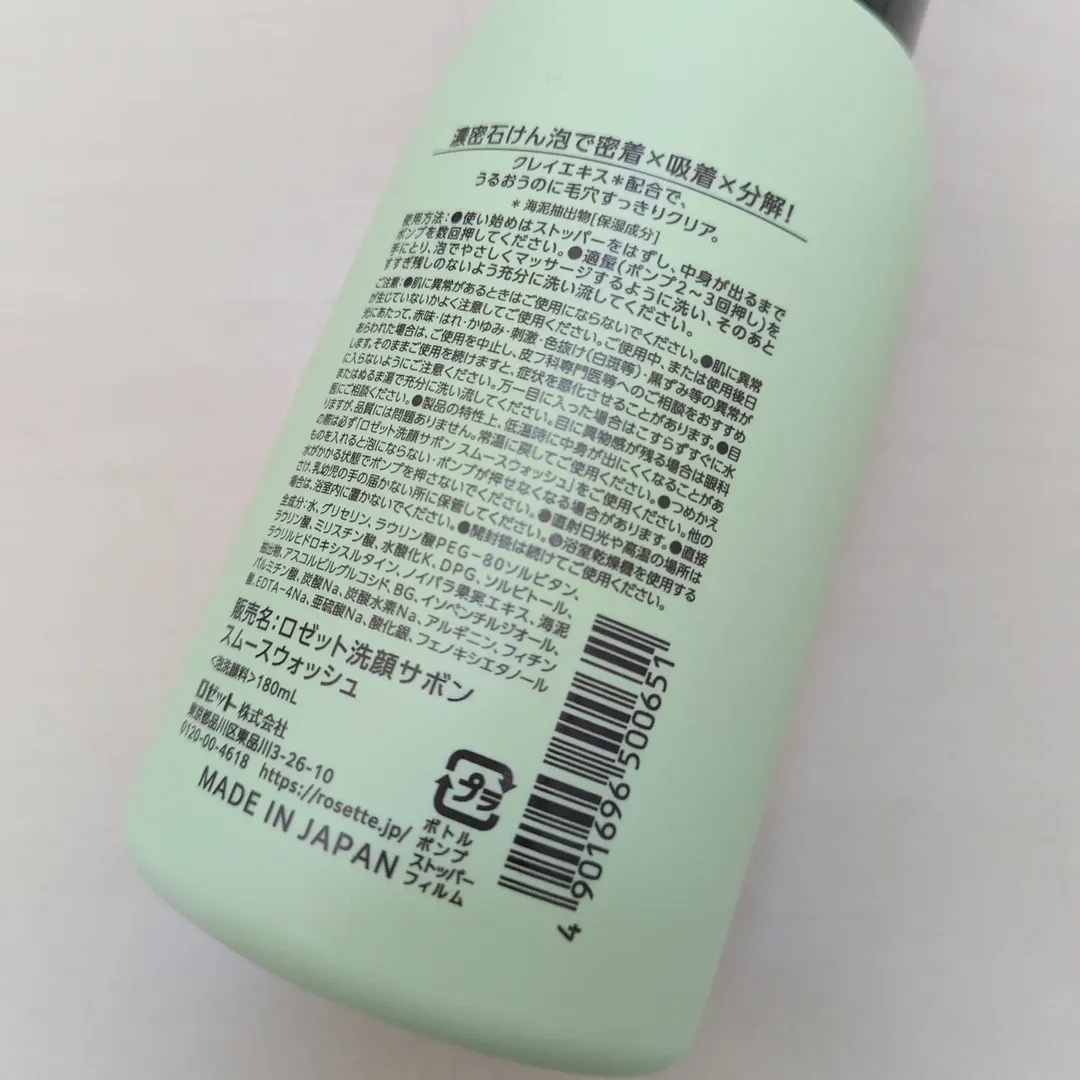 濃密石けん泡で密着×吸着×分解!
クレイエキス*配合で、
うるおうのに毛穴すっきりクリア。
*海泥抽出物[保湿成分]
使用方法:●使い始めはストッパーをはずし、中身が出るまで
ポンプを数回押してください。●適量(ポンプ2〜3回押し)を
手にとり、泡でやさしくマッサージするように洗い、そのあと
すすぎ残しのないよう充分に洗い流してください。
ご注意:●肌に異常があるときはご使用にならないでください。●肌に異常
が生じていないかよく注意してご使用ください。ご使用中、または使用後日
光にあたって、赤味・はれ・かゆみ・刺激・色抜け(白斑等)・黒ずみ等の異常が
あらわれた場合は、ご使用を中止し、皮フ科専門医等へのご相談をおすすめ
します。そのままご使用を続けますと、症状を悪化させることがあります。●目
に入らないようにご注意ください。万一目に入った場合はこすらずすぐに水
またはぬるま湯で充分に洗い流してください。目に異物感が残る場合は眼科
医にご相談ください。●製品の特性上、低温時に中身が出にくくなることがあ
りますが、品質には問題ありません。常温に戻してご使用ください。●つめかえ
の際は必ず「ロゼット洗顔サボン スムースウォッシュ」をご使用ください。他の
ものを入れると泡にならない・ポンプが押せなくなる場合があります。●直接
水がかかる状態でポンプを押さないでください。●直射日光や高温の場所は
さけ、乳幼児の手の届かない所に保管してください。●浴室乾燥機を使用する
場合は、浴室内に置かないでください。●開封後は続けてご使用ください。
全成分:水、グリセリン、ラウリン酸PEG-80ソルビタン、
ラウリン酸、ミリスチン酸、水酸化K、DPG、ソルビトール、
ラウリルヒドロキシスルタイン、ノイバラ果実エキス、海泥
抽出物、アスコルビルグルコシド、BG、イソペンチルジオール、
パルミチン酸、炭酸Na、炭酸水素Na、アルギニン、フィチン
酸、EDTA-4Na、亜硫酸Na、酸化銀、フェノキシエタノール
販売名:ロゼット洗顔サボン
スムースウォッシュ
<泡洗顔料>180mL
ロゼット株式会社
東京都品川区東品川3-26-10
0120-00-4618 https://rosette.jp/
MADE IN JAPAN
プラ
ボトル
ポンプ
ストッパー
フィルム
4 901696 500651